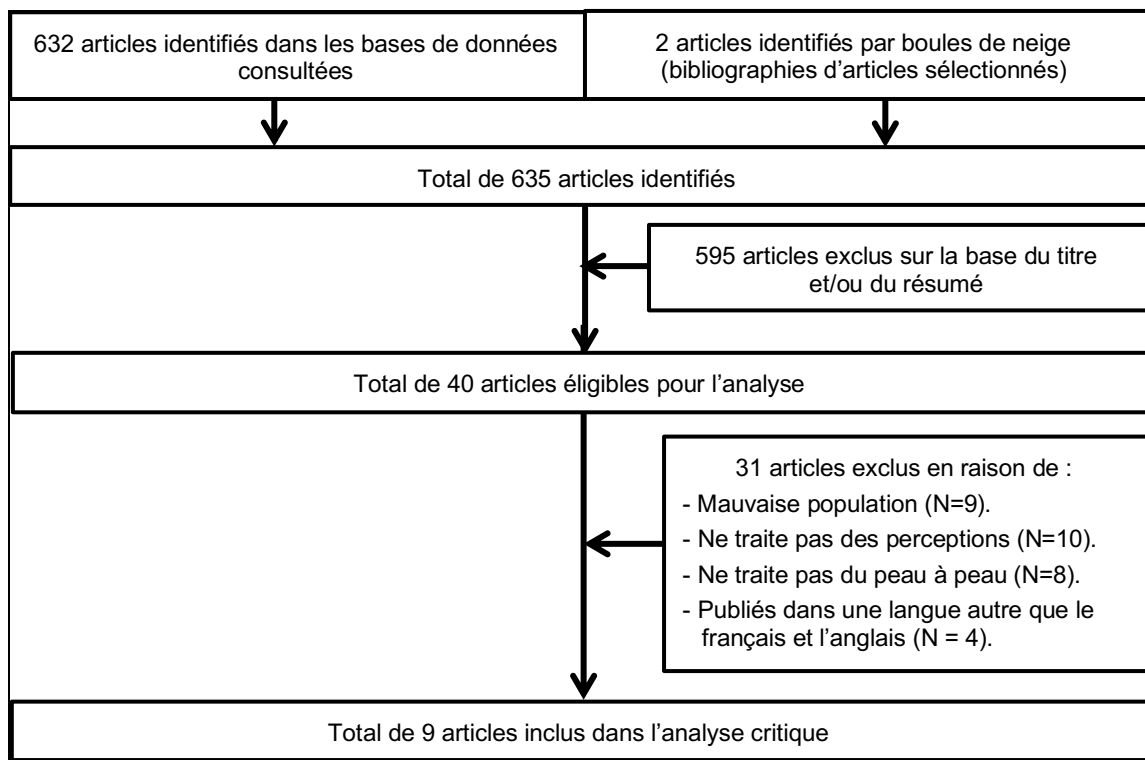 632 articles identifiés dans les bases de données
consultées
2 articles identifiés par boules de neige
(bibliographies d’articles sélectionnés)
Total de 635 articles identifiés
595 articles exclus sur la base du titre
et/ou du résumé
Total de 40 articles éligibles pour l’analyse
31 articles exclus en raison de :
- Mauvaise population (N=9).
- Ne traite pas des perceptions (N=10).
- Ne traite pas du peau à peau (N=8).
- Publiés dans une langue autre que le
français et l’anglais (N = 4).
Total de 9 articles inclus dans l’analyse critique